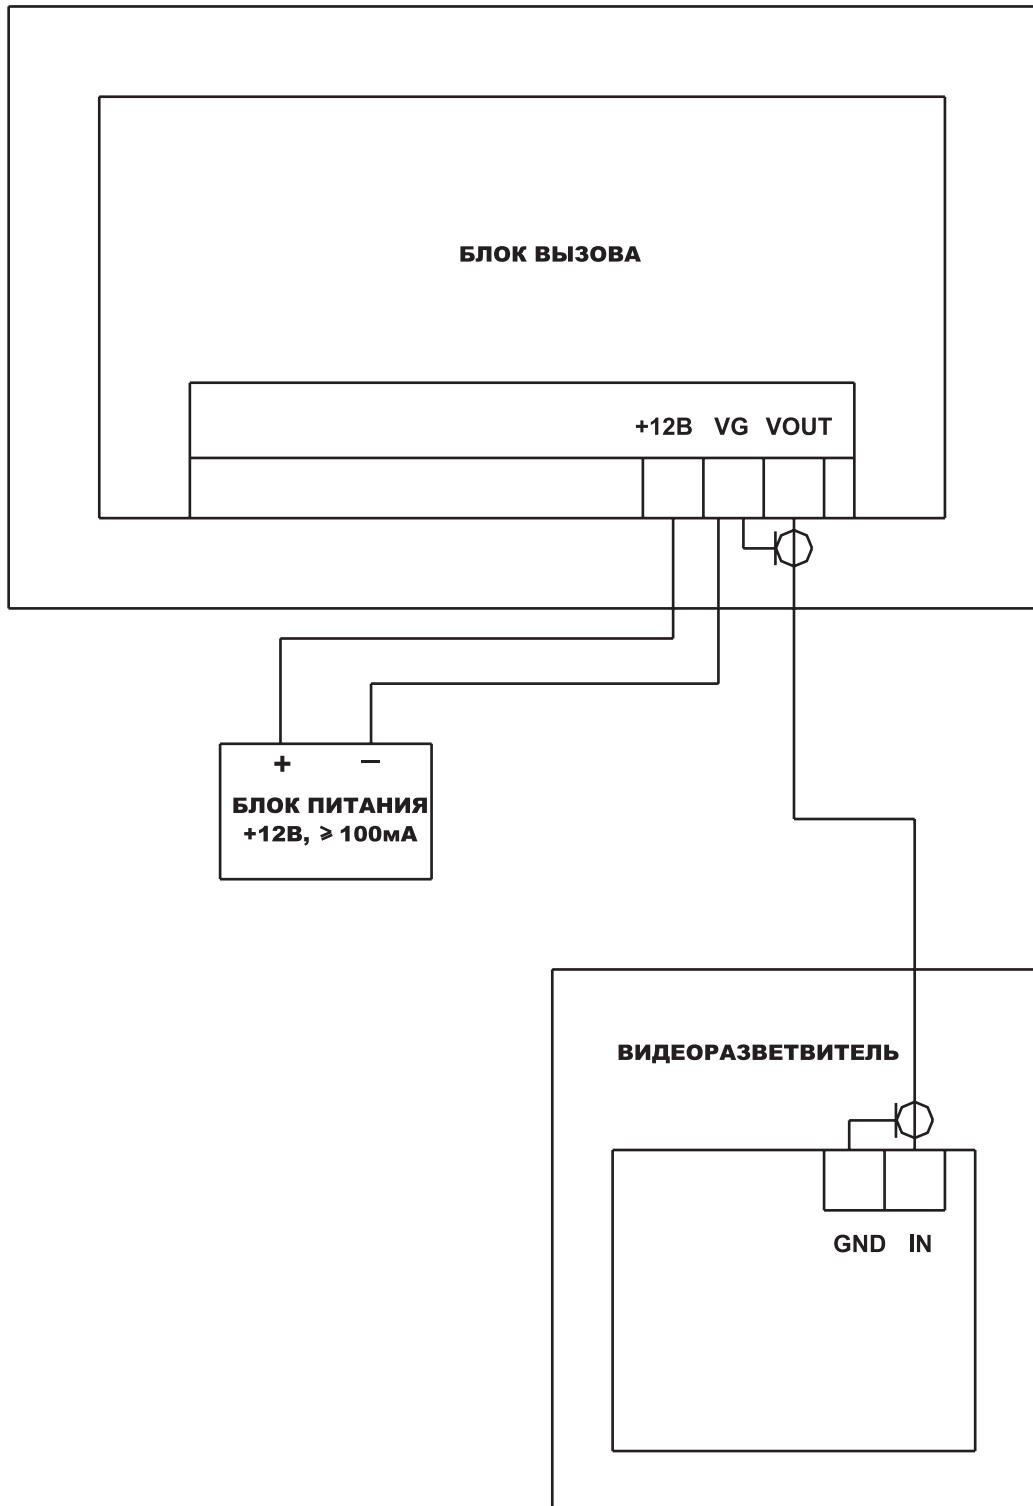 БЛОК ВЫЗОВА
+12В VG VOUT
+ –
БЛОК ПИТАНИЯ
+12В, ⩾ 100мА
ВИДЕОРАЗВЕТВИТЕЛЬ
GND IN